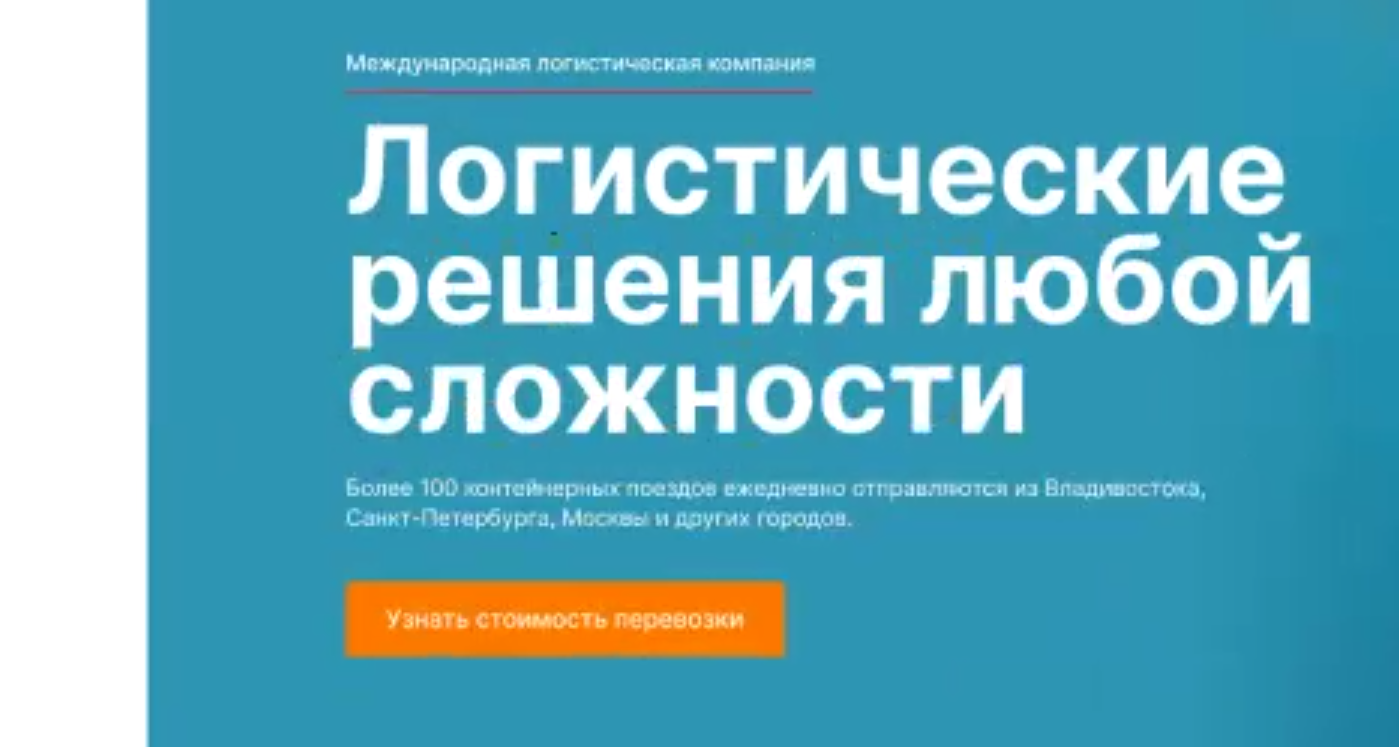 Международная логистическая компания
Логистические
решения любой
сложности
Более 100 контейнерных поездов ежедневно отправляются из Владивостока,
Санкт-Петербурга, Москвы и других городов.
Узнать стоимость перевозки